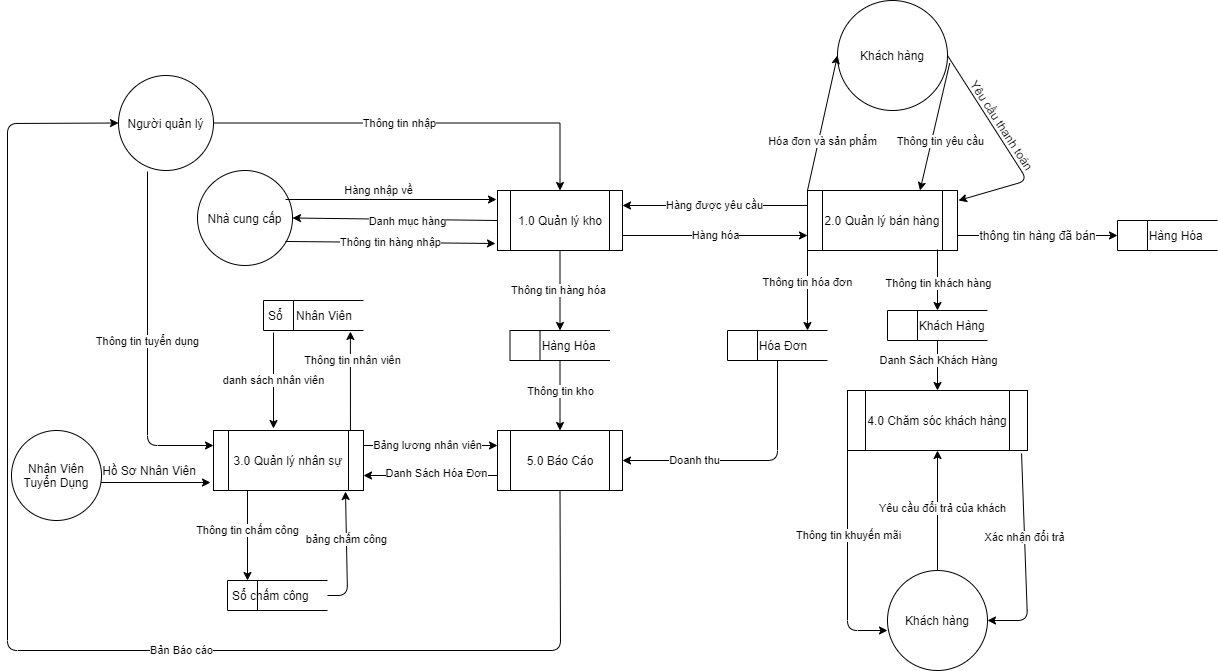 Khách hàng
Người quản lý
Thông tin nhập
Yêu cầu thanh toán
Hóa đơn và sản phẩm
Thông tin yêu cầu
Nhà cung cấp
Hàng nhập về
Danh mục hàng
Thông tin hàng nhập
1.0 Quản lý kho
Hàng được yêu cầu
Hàng hóa
2.0 Quản lý bán hàng
thông tin hàng đã bán
Hàng Hóa
Thông tin hàng hóa
Thông tin hóa đơn
Thông tin khách hàng
Sổ
Nhân Viên
Thông tin tuyển dụng
Thông tin nhân viên
danh sách nhân viên
Hàng Hóa
Hóa Đơn
Khách Hàng
Danh Sách Khách Hàng
Thông tin kho
4.0 Chăm sóc khách hàng
Nhân Viên
Tuyển Dụng
Hồ Sơ Nhân Viên
3.0 Quản lý nhân sự
Bảng lương nhân viên
Danh Sách Hóa Đơn
5.0 Báo Cáo
Doanh thu
Thông tin chấm công
bảng chấm công
Sổ chấm công
Yêu cầu đổi trả của khách
Thông tin khuyến mãi
Xác nhận đổi trả
Khách hàng
Bản Báo cáo